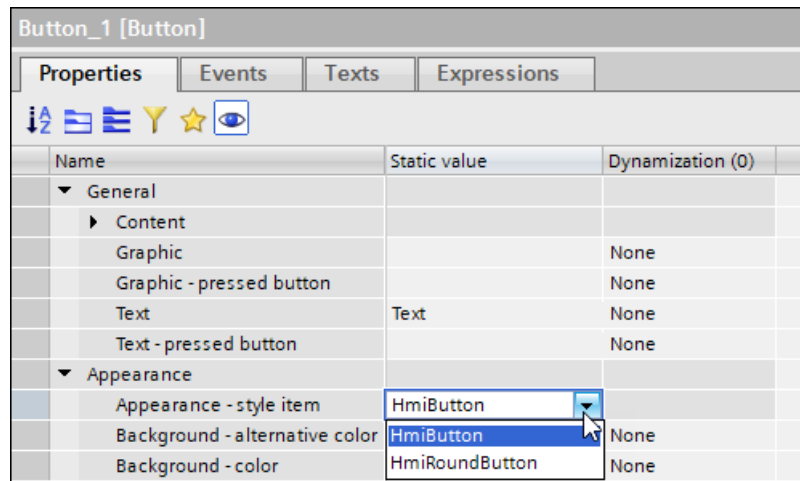 Button_1 [Button]
Properties Events Texts Expressions
Name Static value Dynamization (0)
General
Content
Graphic None
Graphic - pressed button None
Text Text None
Text - pressed button None
Appearance
Appearance - style item HmiButton
Background - alternative color HmiButton None
Background - color HmiRoundButton None